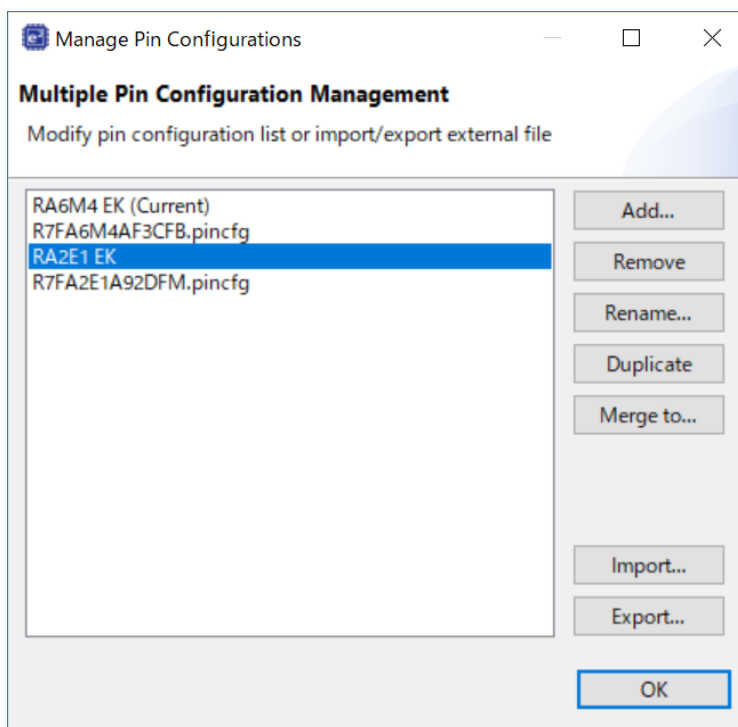 Manage Pin Configurations
Multiple Pin Configuration Management
Modify pin configuration list or import/export external file
RA6M4 EK (Current)
R7FA6M4AF3CFB.pincfg
RA2E1 EK
R7FA2E1A92DFM.pincfg
Add...
Remove
Rename...
Duplicate
Merge to...
Import...
Export...
OK